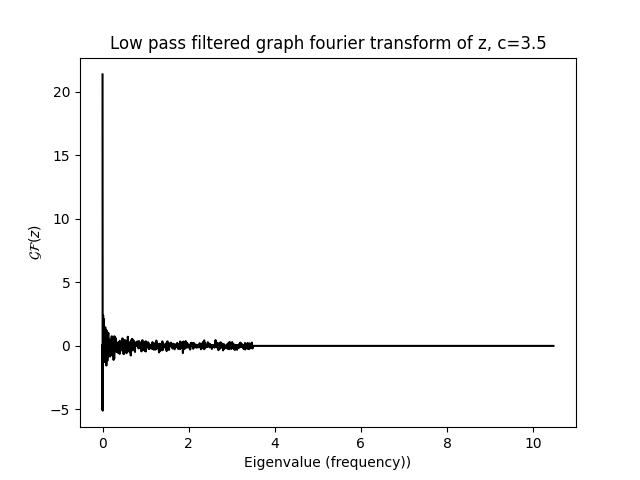 Low pass filtered graph fourier transform of z, c=3.5
20
15
10
5
0
−5
𝒢ℱ(z)
0 2 4 6 8 10
Eigenvalue (frequency))